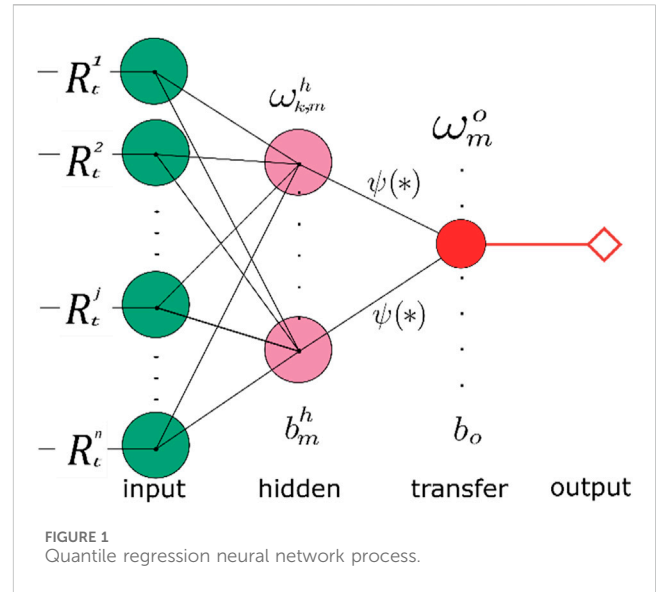 – R_t^1
ω_{k,m}^h
– R_t^2
ω_m^o
ψ(*)
– R_t^j
ψ(*)
– R_t^n
b_m^h
b_o
input hidden transfer output
FIGURE 1
Quantile regression neural network process.